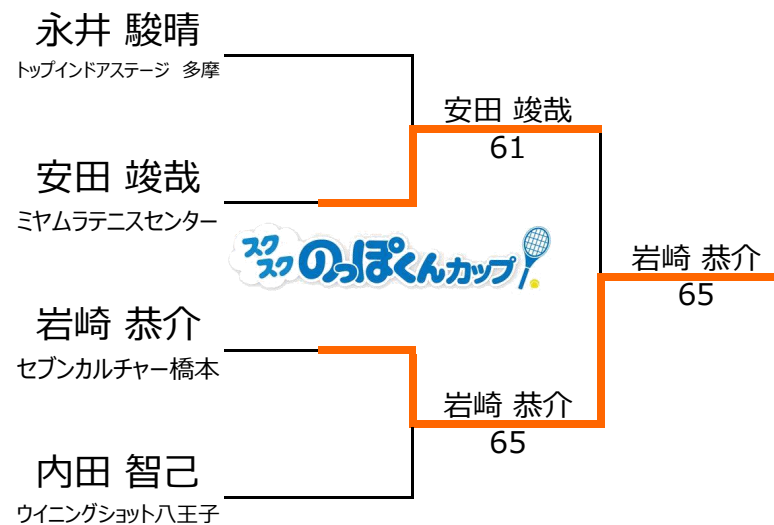 永井 駿晴
トップインドアステージ 多摩
安田 竣哉
61
安田 竣哉
ミヤムラテニスセンター
スクスク のっぽくんカップ
岩崎 恭介
65
岩崎 恭介
セブンカルチャー橋本
岩崎 恭介
65
内田 智己
ウイニングショット八王子